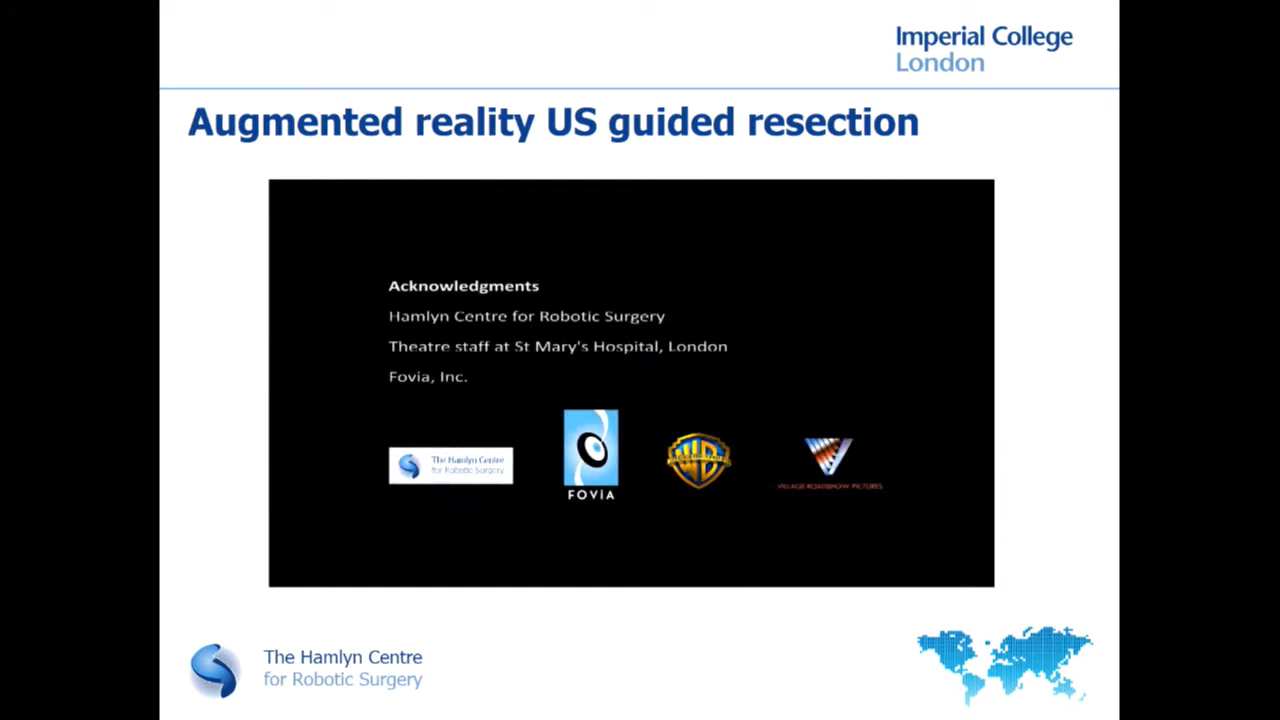 Imperial College
London
Augmented reality US guided resection
Acknowledgments
Hamlyn Centre for Robotic Surgery
Theatre staff at St Mary's Hospital, London
Fovia, Inc.
The Hamlyn Centre
for Robotic Surgery
FOVIA
WB
VILLAGE ROADSHOW PICTURES
The Hamlyn Centre
for Robotic Surgery